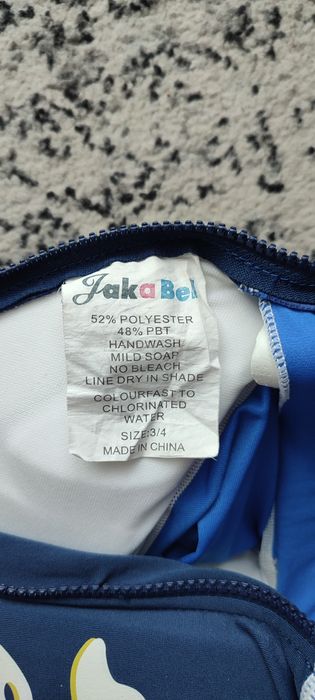 JakaBel
52% POLYESTER
48% PBT
HANDWASH
MILD SOAP
NO BLEACH
LINE DRY IN SHADE
COLOURFAST TO
CHLORINATED
WATER
SIZE:3/4
MADE IN CHINA